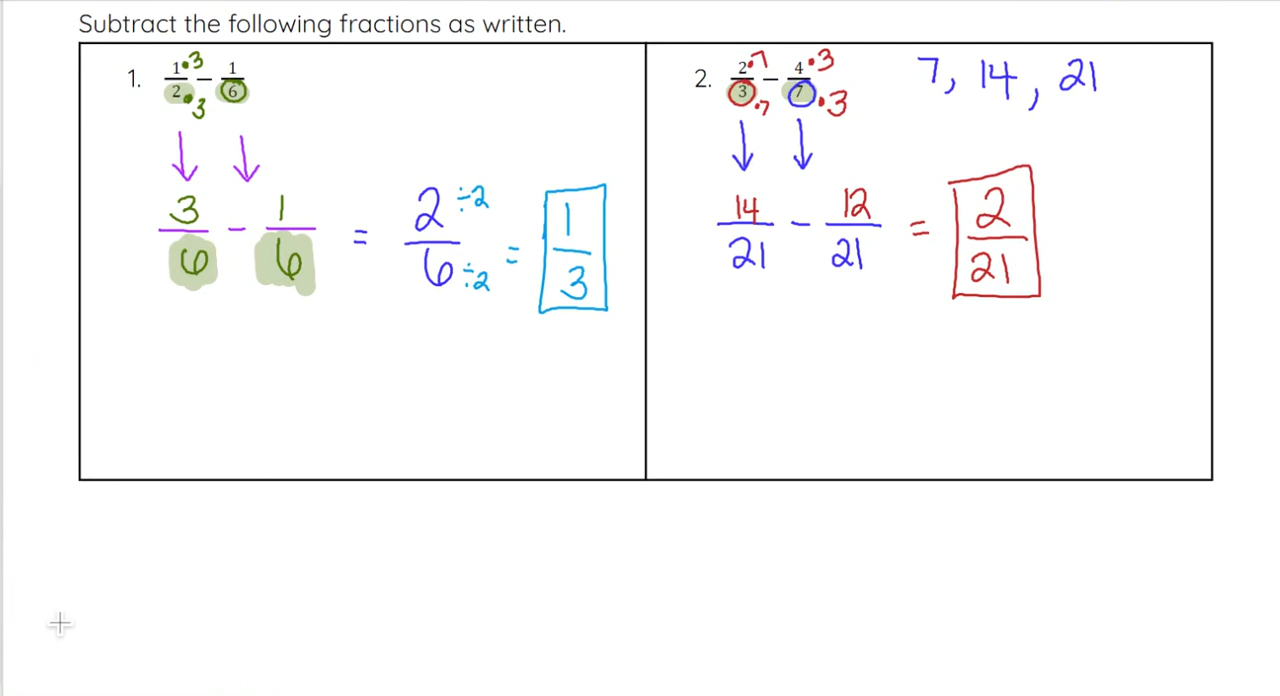 Subtract the following fractions as written.
1. 1/2 - 1/6
•3
•3
3/6 - 1/6 = 2/6 ÷2 ÷2 = 1/3
2. 2/3 - 4/7
•7 •3
•7 •3
7, 14, 21
14/21 - 12/21 = 2/21